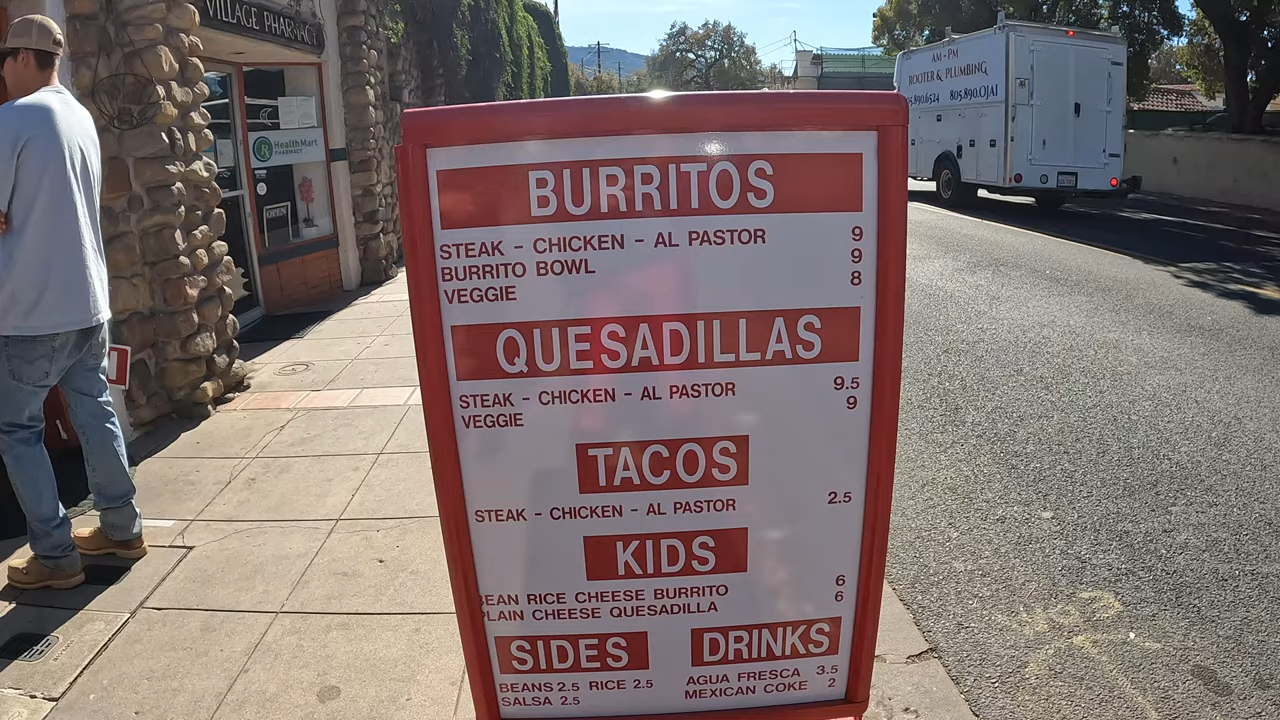 VILLAGE PHARMACY
HealthMart
PHARMACY
OPEN
AM - PM
ROOTER & PLUMBING
5.890.6524 805.890.OJAI
BURRITOS
STEAK - CHICKEN - AL PASTOR 9
BURRITO BOWL 9
VEGGIE 8
QUESADILLAS
STEAK - CHICKEN - AL PASTOR 9.5
VEGGIE 9
TACOS
STEAK - CHICKEN - AL PASTOR 2.5
KIDS
BEAN RICE CHEESE BURRITO 6
PLAIN CHEESE QUESADILLA 6
SIDES
BEANS 2.5 RICE 2.5
SALSA 2.5
DRINKS
AGUA FRESCA 3.5
MEXICAN COKE 2